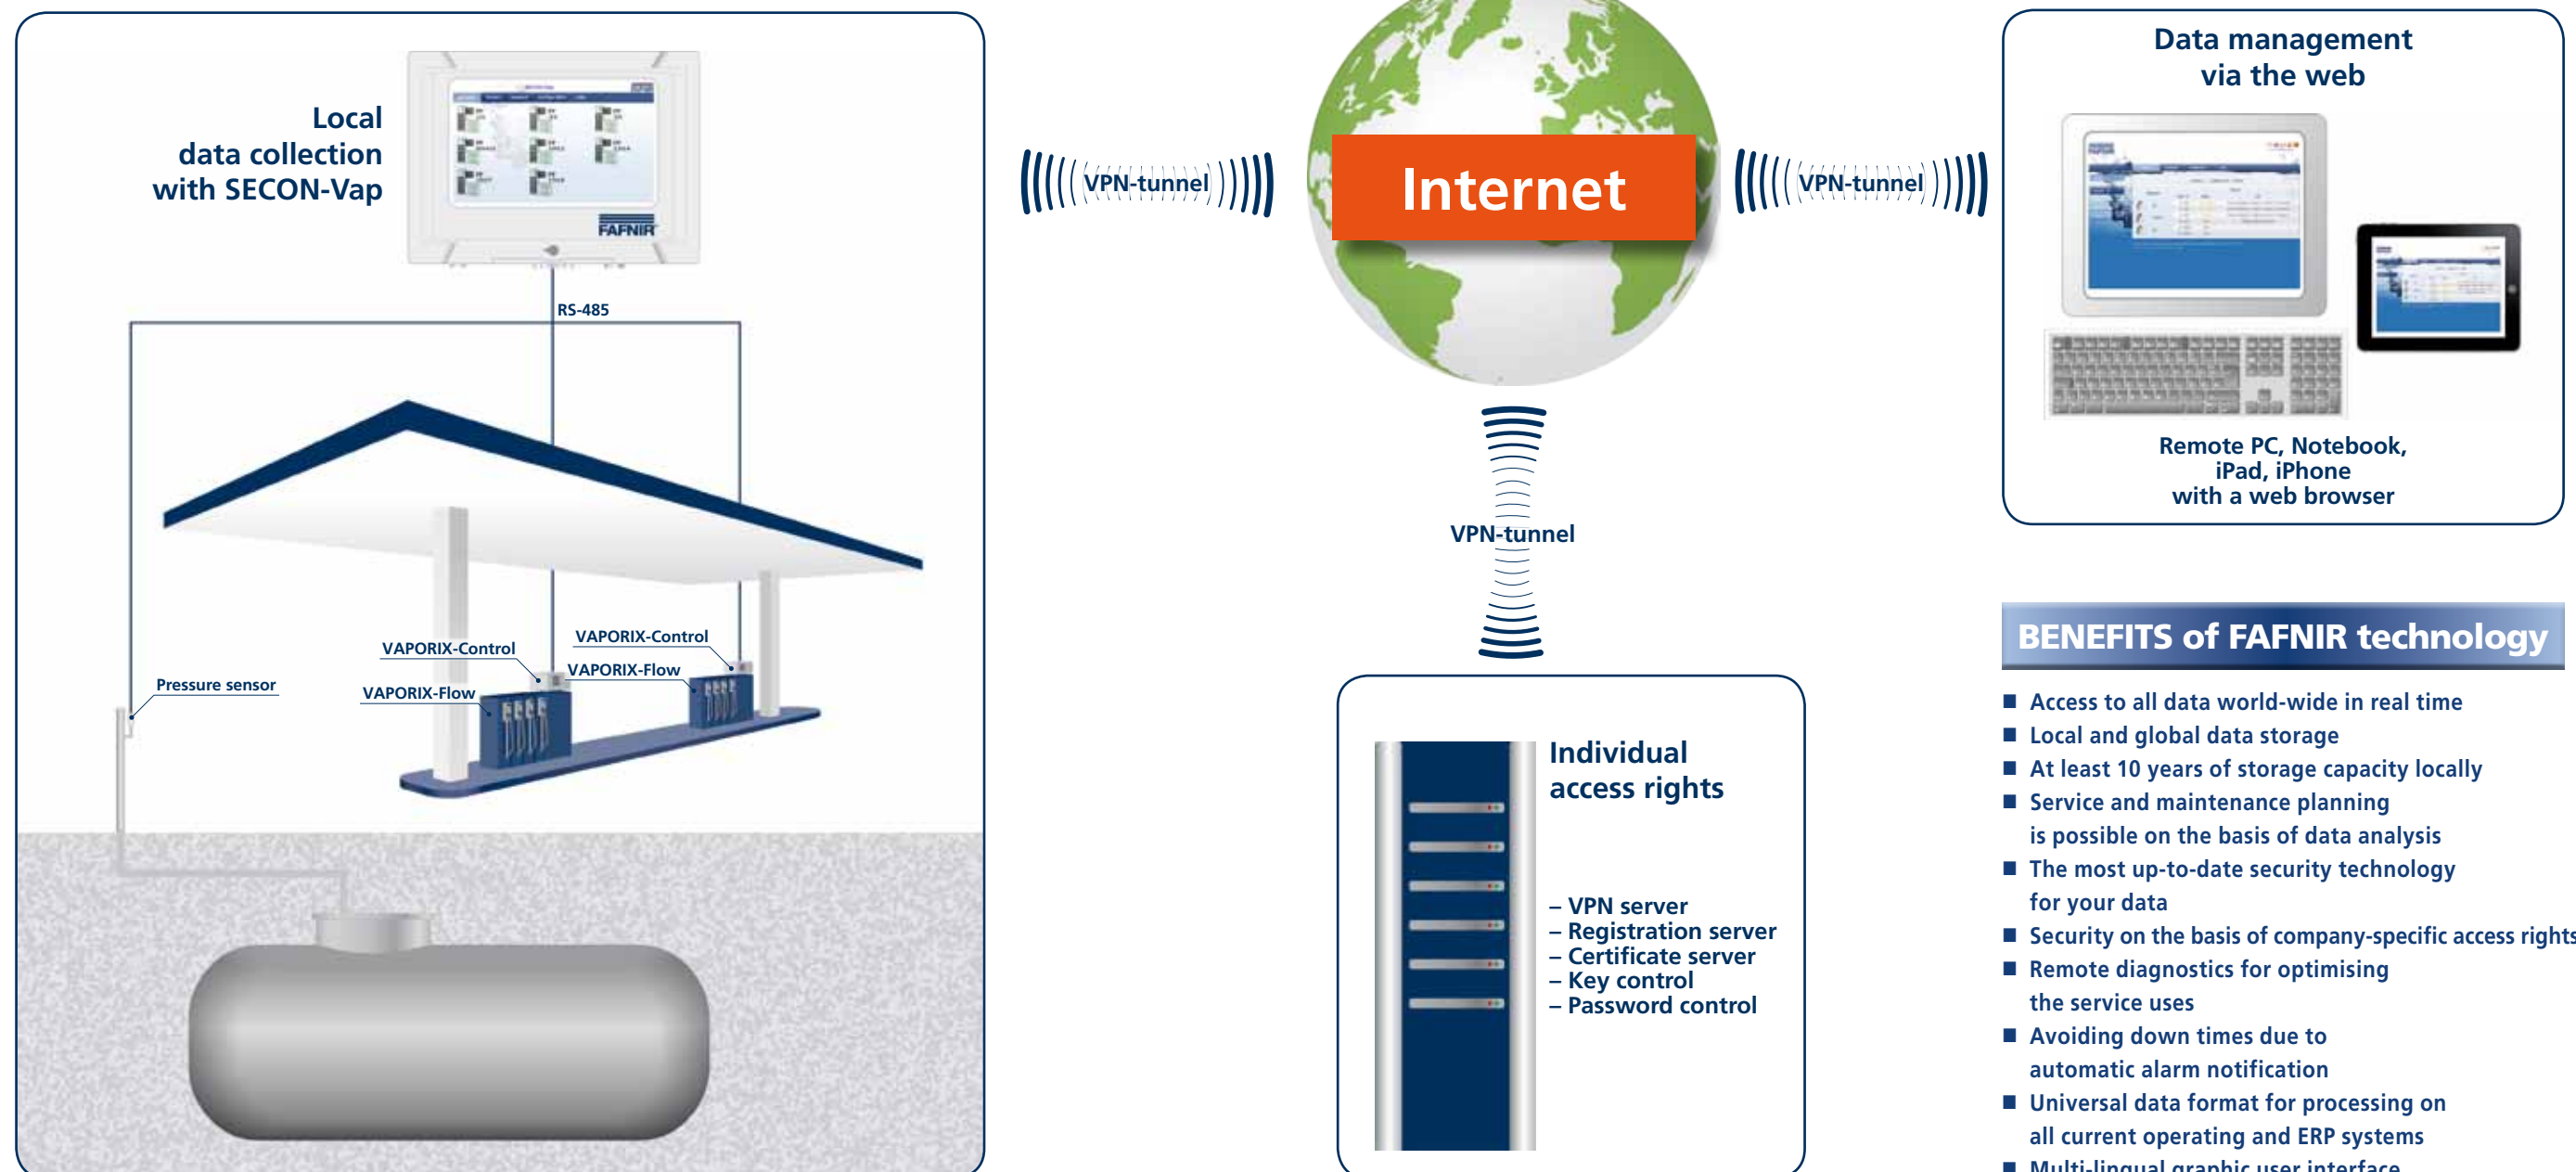 Local
data collection
with SECON-Vap
FAFNIR
RS-485
VAPORIX-Control
VAPORIX-Control
VAPORIX-Flow
VAPORIX-Flow
Pressure sensor
VPN-tunnel
Internet
VPN-tunnel
VPN-tunnel
Individual
access rights
– VPN server
– Registration server
– Certificate server
– Key control
– Password control
Data management
via the web
Remote PC, Notebook,
iPad, iPhone
with a web browser
BENEFITS of FAFNIR technology
■ Access to all data world-wide in real time
■ Local and global data storage
■ At least 10 years of storage capacity locally
■ Service and maintenance planning
is possible on the basis of data analysis
■ The most up-to-date security technology
for your data
■ Security on the basis of company-specific access rights
■ Remote diagnostics for optimising
the service uses
■ Avoiding down times due to
automatic alarm notification
■ Universal data format for processing on
all current operating and ERP systems
■ Multi-lingual graphic user interface